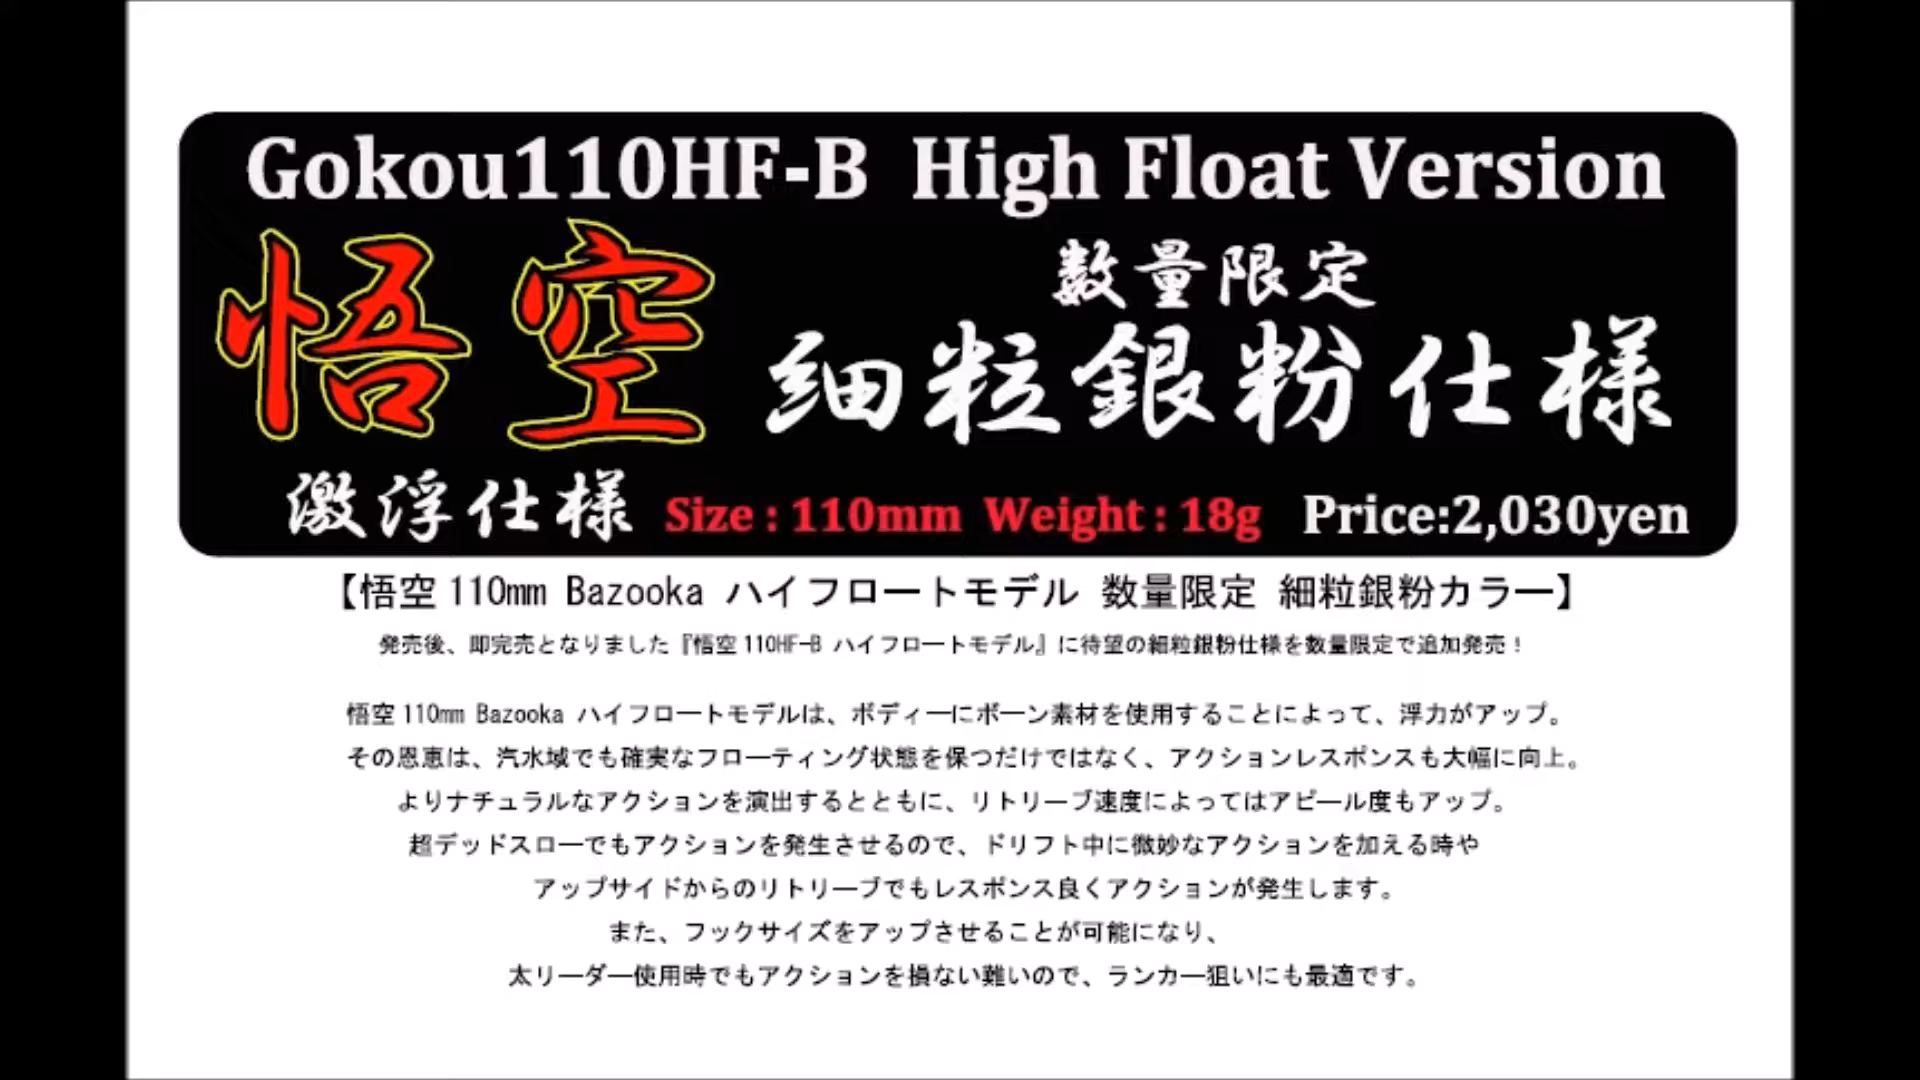 Gokou110HF-B High Float Version
悟空
数量限定
細粒銀粉仕様
激浮仕様 Size : 110mm Weight : 18g Price:2,030yen
【悟空110mm Bazooka ハイフロートモデル 数量限定 細粒銀粉カラー】
発売後、即完売となりました『悟空110HF-B ハイフロートモデル』に待望の細粒銀粉仕様を数量限定で追加発売！
悟空110mm Bazooka ハイフロートモデルは、ボディーにボーン素材を使用することによって、浮力がアップ。
その恩恵は、汽水域でも確実なフローティング状態を保つだけではなく、アクションレスポンスも大幅に向上。
よりナチュラルなアクションを演出するとともに、リトリーブ速度によってはアピール度もアップ。
超デッドスローでもアクションを発生させるので、ドリフト中に微妙なアクションを加える時や
アップサイドからのリトリーブでもレスポンス良くアクションが発生します。
また、フックサイズをアップさせることが可能になり、
太リーダー使用時でもアクションを損ない難いので、ランカー狙いにも最適です。